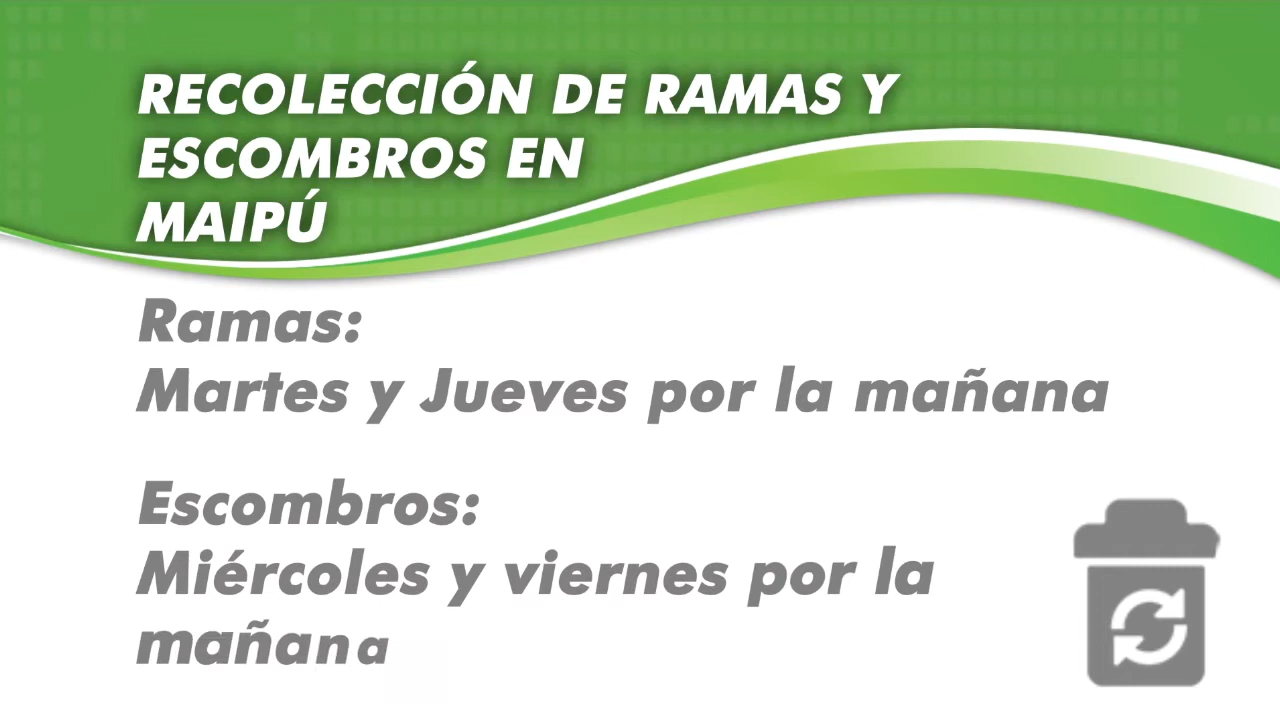 RECOLECCIÓN DE RAMAS Y
ESCOMBROS EN
MAIPÚ
Ramas:
Martes y Jueves por la mañana
Escombros:
Miércoles y viernes por la
mañana